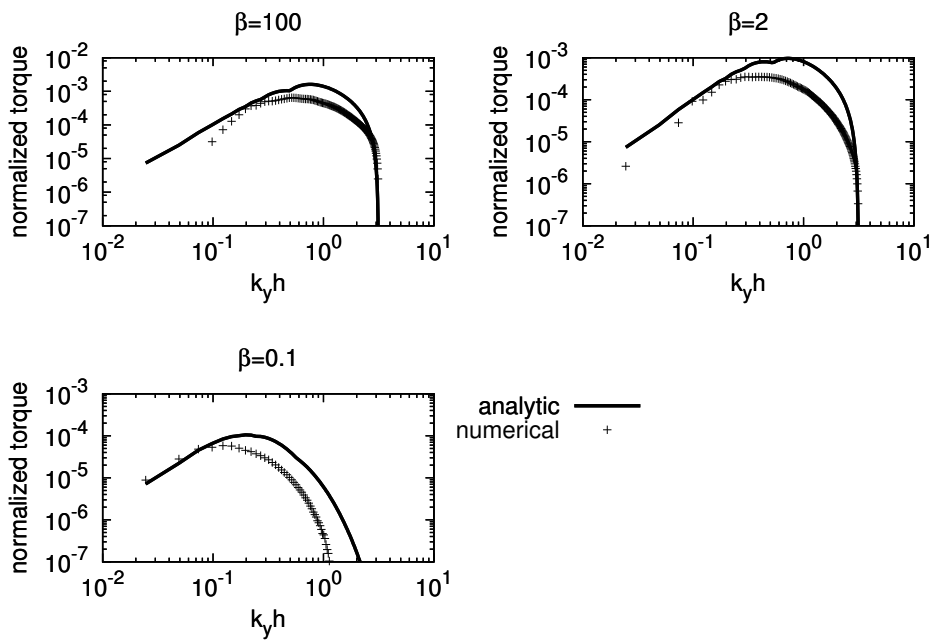 β=100
normalized torque
10^-2
10^-3
10^-4
10^-5
10^-6
10^-7
10^-2 10^-1 10^0 10^1
k_yh
β=2
normalized torque
10^-3
10^-4
10^-5
10^-6
10^-7
10^-2 10^-1 10^0 10^1
k_yh
β=0.1
normalized torque
10^-3
10^-4
10^-5
10^-6
10^-7
10^-2 10^-1 10^0 10^1
k_yh
analytic
numerical